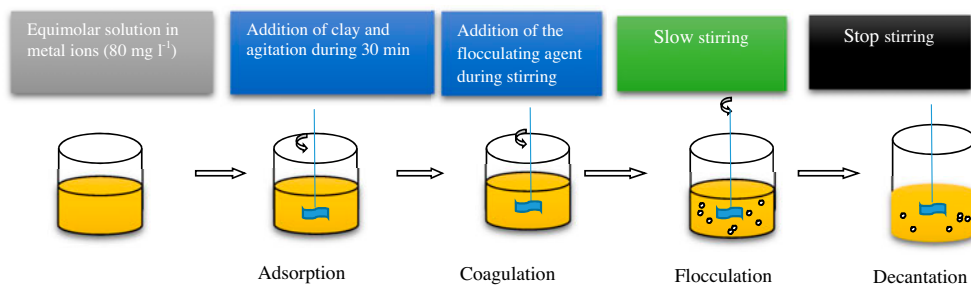 Equimolar solution in
metal ions (80 mg l⁻¹)
Addition of clay and
agitation during 30 min
Addition of the
flocculating agent
during stirring
Slow stirring
Stop stirring
Adsorption
Coagulation
Flocculation
Decantation